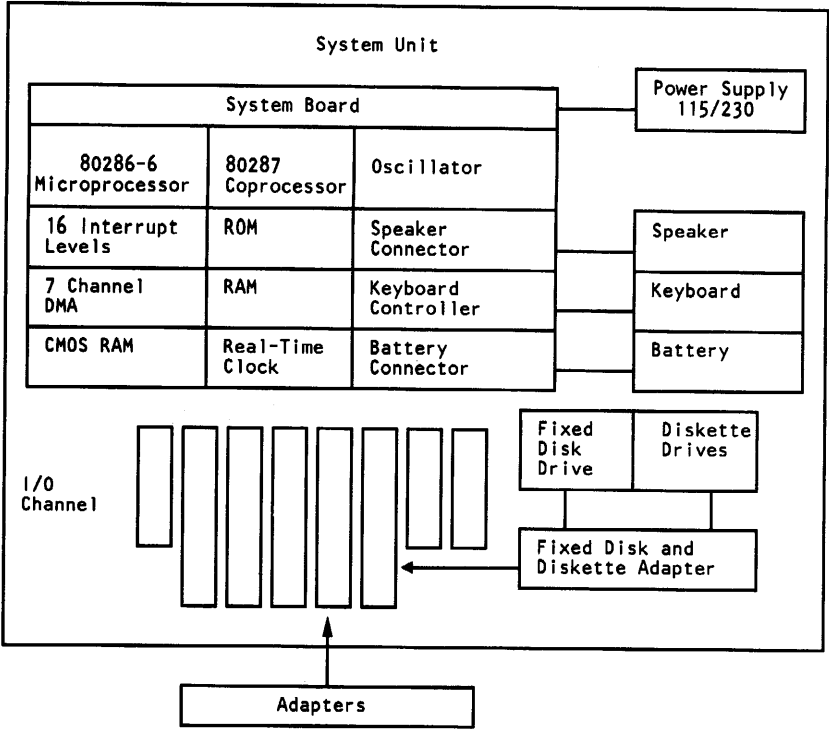 System Unit
System Board
Power Supply
115/230
80286-6
Microprocessor
80287
Coprocessor
Oscillator
16 Interrupt
Levels
ROM
Speaker
Connector
Speaker
7 Channel
DMA
RAM
Keyboard
Controller
Keyboard
CMOS RAM
Real-Time
Clock
Battery
Connector
Battery
I/O
Channel
Fixed
Disk
Drive
Diskette
Drives
Fixed Disk and
Diskette Adapter
Adapters